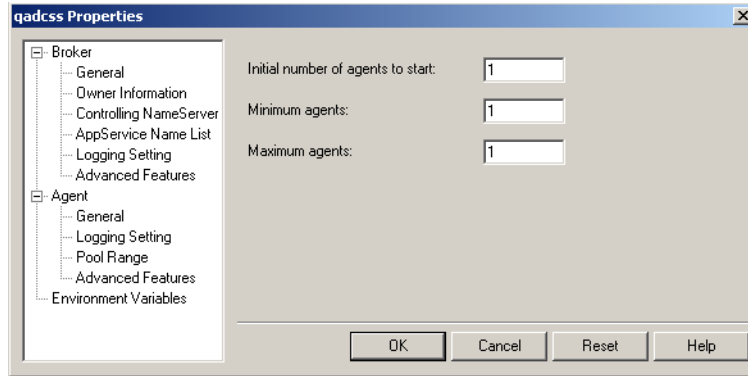 qadcss Properties
Broker
General
Owner Information
Controlling NameServer
AppService Name List
Logging Setting
Advanced Features
Agent
General
Logging Setting
Pool Range
Advanced Features
Environment Variables
Initial number of agents to start: 1
Minimum agents: 1
Maximum agents: 1
OK Cancel Reset Help